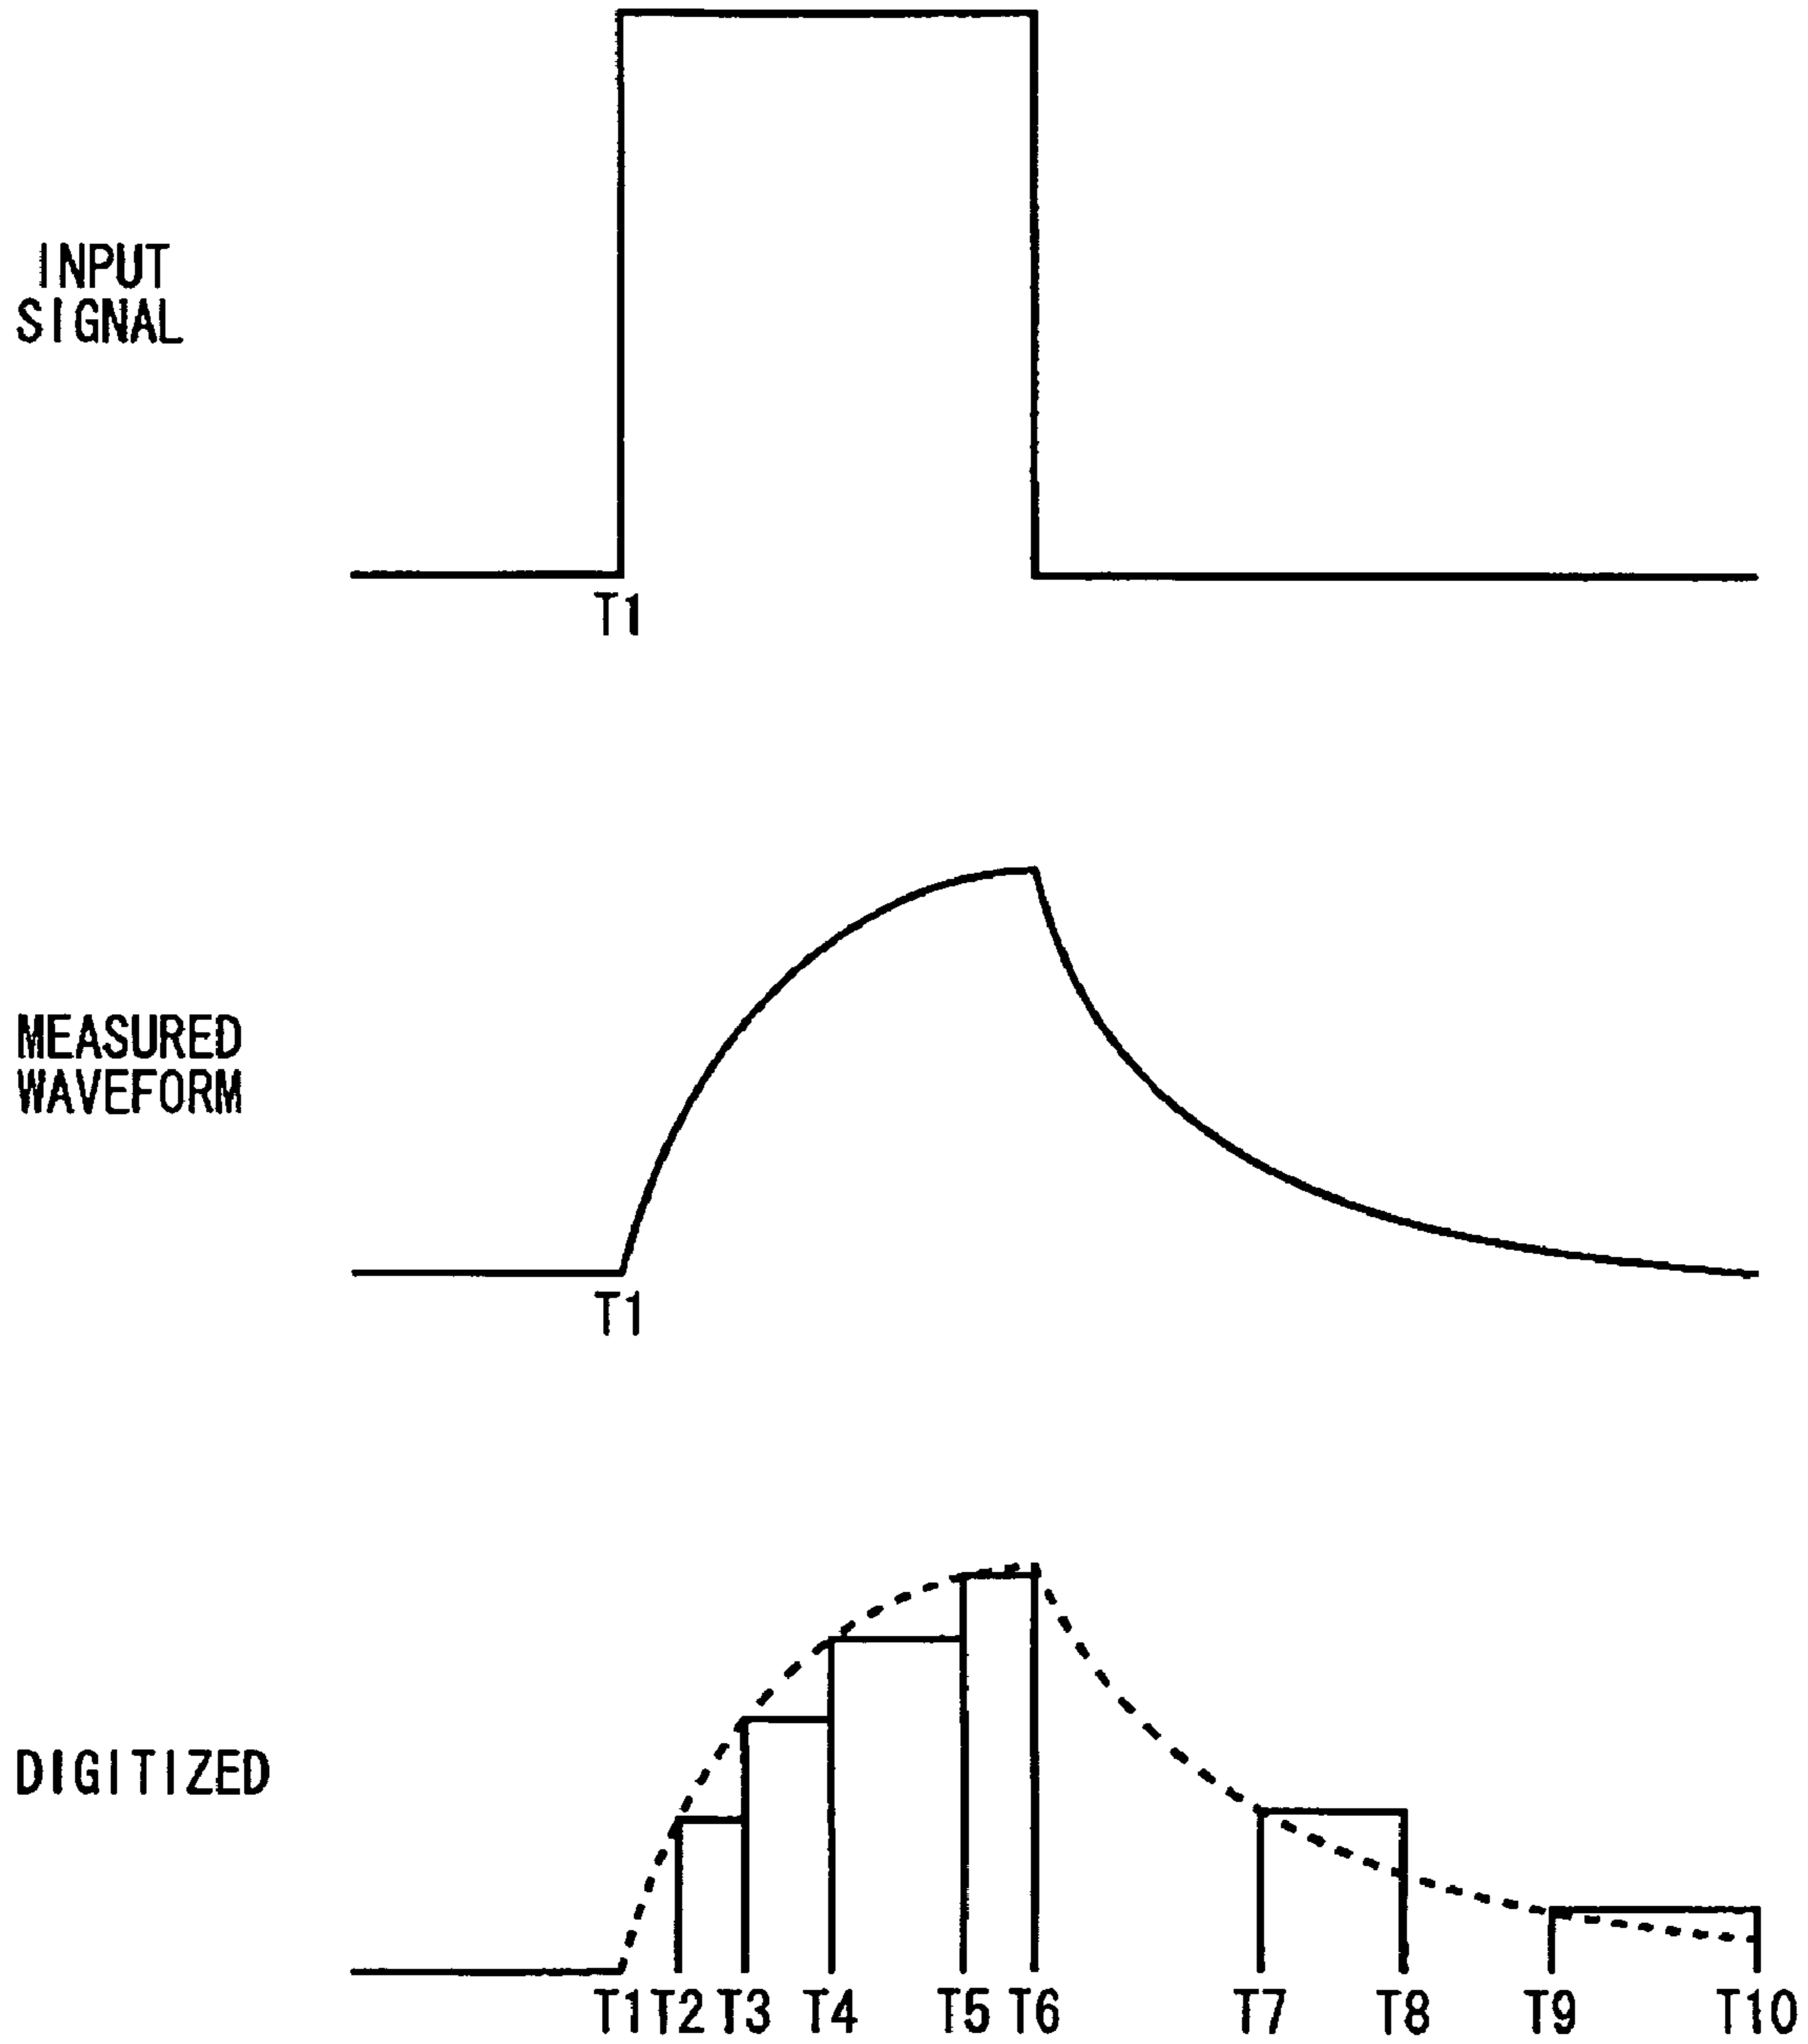 INPUT
SIGNAL
T1
MEASURED
WAVEFORM
T1
DIGITIZED
T1 T2 T3 T4 T5 T6 T7 T8 T9 T10